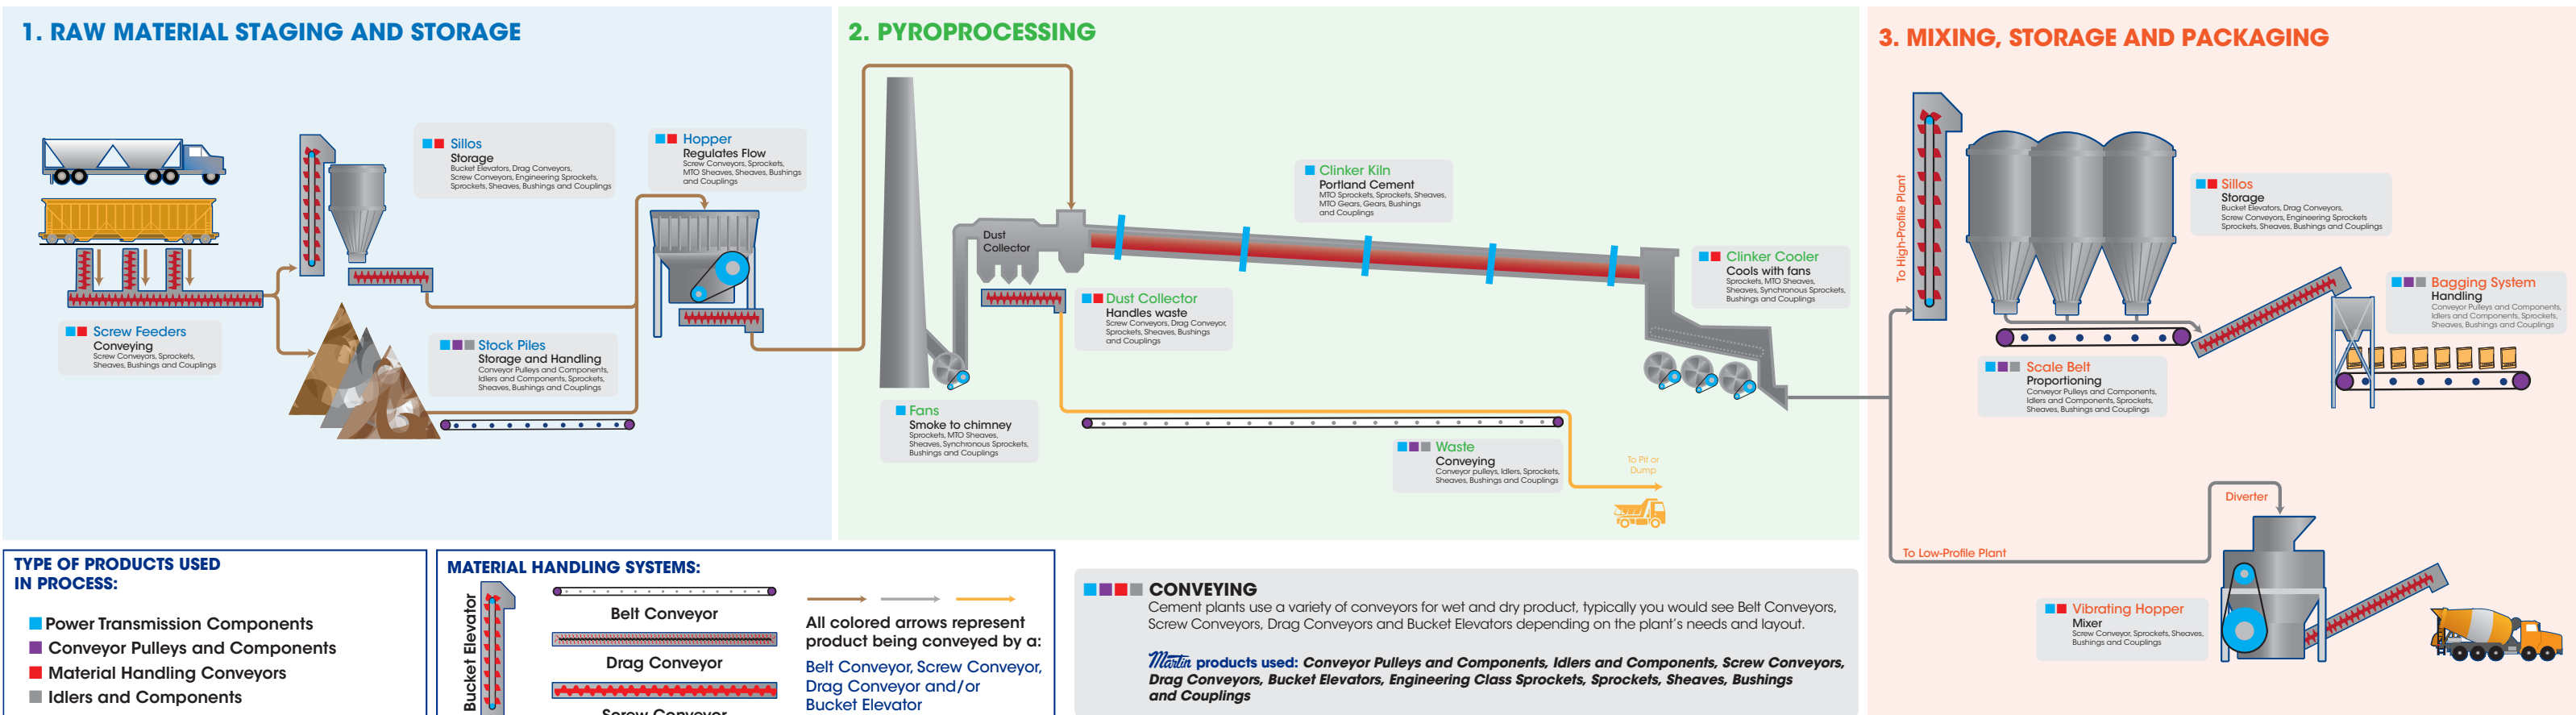 1. RAW MATERIAL STAGING AND STORAGE
Sillos
Storage
Bucket Elevators, Drag Conveyors,
Screw Conveyors, Engineering Sprockets,
Sprockets, Sheaves, Bushings and Couplings
Hopper
Regulates Flow
Screw Conveyors, Sprockets,
MTO Sheaves, Sheaves, Bushings
and Couplings
Screw Feeders
Conveying
Screw Conveyors, Sprockets,
Sheaves, Bushings and Couplings
Stock Piles
Storage and Handling
Conveyor Pulleys and Components,
Idlers and Components, Sprockets,
Sheaves, Bushings and Couplings
2. PYROPROCESSING
Dust
Collector
Clinker Kiln
Portland Cement
MTO Sprockets, Sprockets, Sheaves,
MTO Gears, Gears, Bushings
and Couplings
Clinker Cooler
Cools with fans
Sprockets, MTO Sheaves,
Sheaves, Synchronous Sprockets,
Bushings and Couplings
Dust Collector
Handles waste
Screw Conveyors, Drag Conveyor,
Sprockets, Sheaves, Bushings
and Couplings
Fans
Smoke to chimney
Sprockets, MTO Sheaves,
Sheaves, Synchronous Sprockets,
Bushings and Couplings
Waste
Conveying
Conveyor pulleys, Idlers, Sprockets,
Sheaves, Bushings and Couplings
To Pit or
Dump
3. MIXING, STORAGE AND PACKAGING
To High-Profile Plant
Sillos
Storage
Bucket Elevators, Drag Conveyors,
Screw Conveyors, Engineering Sprockets
Sprockets, Sheaves, Bushings and Couplings
Bagging System
Handling
Conveyor Pulleys and Components,
Idlers and Components, Sprockets,
Sheaves, Bushings and Couplings
Scale Belt
Proportioning
Conveyor Pulleys and Components,
Idlers and Components, Sprockets,
Sheaves, Bushings and Couplings
Diverter
To Low-Profile Plant
Vibrating Hopper
Mixer
Screw Conveyor, Sprockets, Sheaves,
Bushings and Couplings
TYPE OF PRODUCTS USED
IN PROCESS:
Power Transmission Components
Conveyor Pulleys and Components
Material Handling Conveyors
Idlers and Components
MATERIAL HANDLING SYSTEMS:
Bucket Elevator
Belt Conveyor
Drag Conveyor
Screw Conveyor
All colored arrows represent
product being conveyed by a:
Belt Conveyor, Screw Conveyor,
Drag Conveyor and/or
Bucket Elevator
CONVEYING
Cement plants use a variety of conveyors for wet and dry product, typically you would see Belt Conveyors,
Screw Conveyors, Drag Conveyors and Bucket Elevators depending on the plant's needs and layout.
Martin products used: Conveyor Pulleys and Components, Idlers and Components, Screw Conveyors,
Drag Conveyors, Bucket Elevators, Engineering Class Sprockets, Sprockets, Sheaves, Bushings
and Couplings